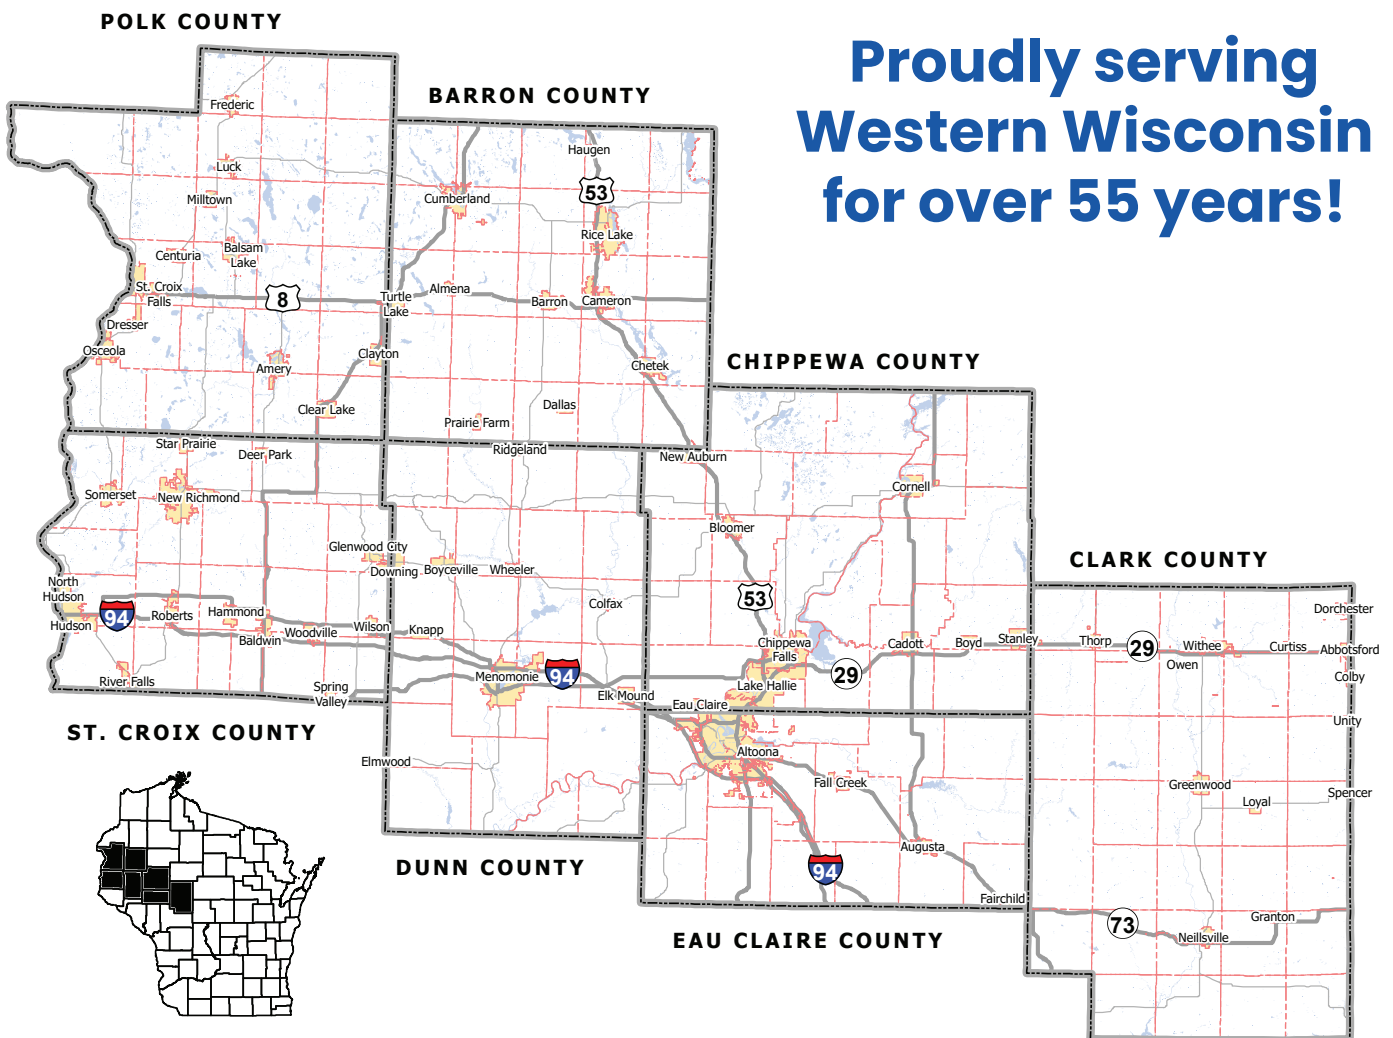 POLK COUNTY
Proudly serving
Western Wisconsin
for over 55 years!
BARRON COUNTY
Frederic
Haugen
Luck
53
Milltown
Cumberland
Rice Lake
Centuria
Balsam
Lake
St. Croix
Falls
8
Turtle
Lake
Almena
Barron
Cameron
Dresser
Osceola
Clayton
Amery
Chetek
CHIPPEWA COUNTY
Clear Lake
Dallas
Prairie Farm
Star Prairie
Deer Park
Ridgeland
New Auburn
Somerset
New Richmond
Cornell
Bloomer
Glenwood City
Downing
Boyceville
Wheeler
CLARK COUNTY
North
Hudson
Hudson
94
Roberts
Hammond
Baldwin
Woodville
Wilson
Knapp
Colfax
53
Chippewa
Falls
Cadott
Boyd
Stanley
Thorp
29
Withee
Owen
Curtiss
Dorchester
Abbotsford
Colby
River Falls
Spring
Valley
Menomonie
94
Elk Mound
Lake Hallie
29
Eau Claire
Unity
ST. CROIX COUNTY
Elmwood
Altoona
Fall Creek
Greenwood
Loyal
Spencer
Augusta
DUNN COUNTY
94
Fairchild
EAU CLAIRE COUNTY
73
Neillsville
Granton